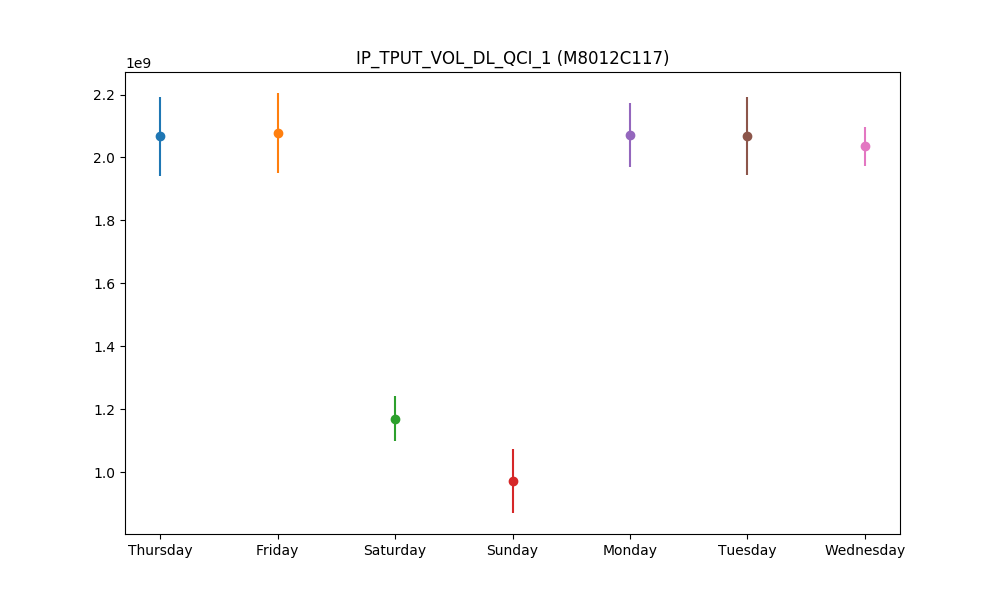 IP_TPUT_VOL_DL_QCI_1 (M8012C117)
1e9
2.2
2.0
1.8
1.6
1.4
1.2
1.0
Thursday Friday Saturday Sunday Monday Tuesday Wednesday